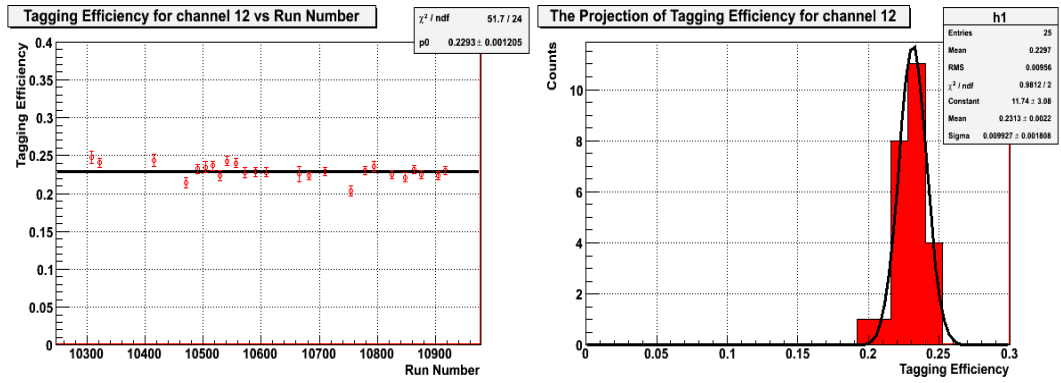 Tagging Efficiency for channel 12 vs Run Number
χ² / ndf 51.7 / 24
p0 0.2293 ± 0.001205
Tagging Efficiency
0.4
0.35
0.3
0.25
0.2
0.15
0.1
0.05
0
10300 10400 10500 10600 10700 10800 10900
Run Number
The Projection of Tagging Efficiency for channel 12
h1
Entries 25
Mean 0.2297
RMS 0.00956
χ² / ndf 0.9812 / 2
Constant 11.74 ± 3.08
Mean 0.2313 ± 0.0022
Sigma 0.009927 ± 0.001808
Counts
10
8
6
4
2
0
0 0.05 0.1 0.15 0.2 0.25 0.3
Tagging Efficiency